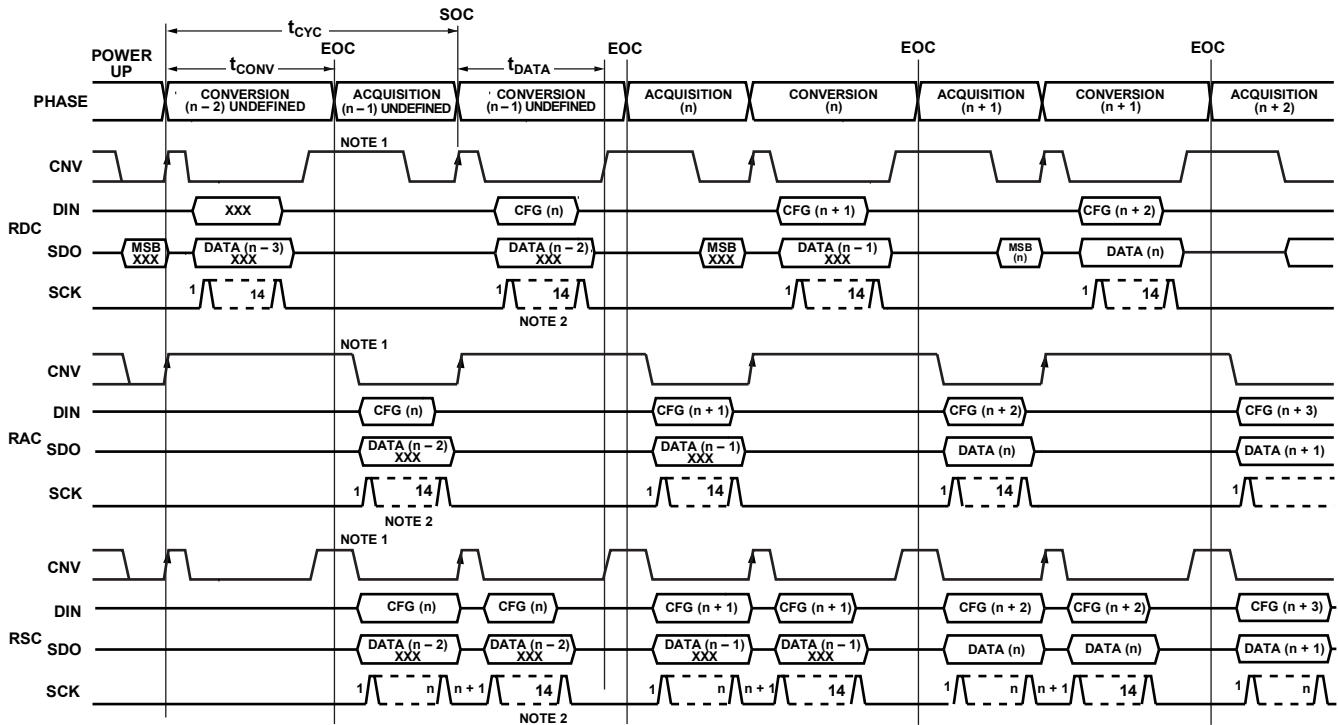 SOC
tCYC
POWER UP
EOC EOC EOC EOC
tCONV tDATA
PHASE
CONVERSION (n – 2) UNDEFINED
ACQUISITION (n – 1) UNDEFINED
CONVERSION (n – 1) UNDEFINED
ACQUISITION (n)
CONVERSION (n)
ACQUISITION (n + 1)
CONVERSION (n + 1)
ACQUISITION (n + 2)
NOTE 1
CNV
RDC
DIN XXX CFG (n) CFG (n + 1) CFG (n + 2)
SDO
MSB XXX
DATA (n – 3) XXX
DATA (n – 2) XXX
MSB XXX
DATA (n – 1) XXX
MSB (n)
DATA (n)
SCK 1 14 1 14 1 14 1 14
NOTE 2
NOTE 1
CNV
DIN CFG (n) CFG (n + 1) CFG (n + 2) CFG (n + 3)
RAC
SDO
DATA (n – 2) XXX
DATA (n – 1) XXX
DATA (n)
DATA (n + 1)
SCK 1 14 1 14 1 14 1
NOTE 2
NOTE 1
CNV
DIN CFG (n) CFG (n) CFG (n + 1) CFG (n + 1) CFG (n + 2) CFG (n + 2) CFG (n + 3)
RSC
SDO
DATA (n – 2) XXX
DATA (n – 2) XXX
DATA (n – 1) XXX
DATA (n – 1) XXX
DATA (n)
DATA (n)
DATA (n + 1)
SCK 1 n n + 1 14 1 n n + 1 14 1 n n + 1 14 1 n
NOTE 2